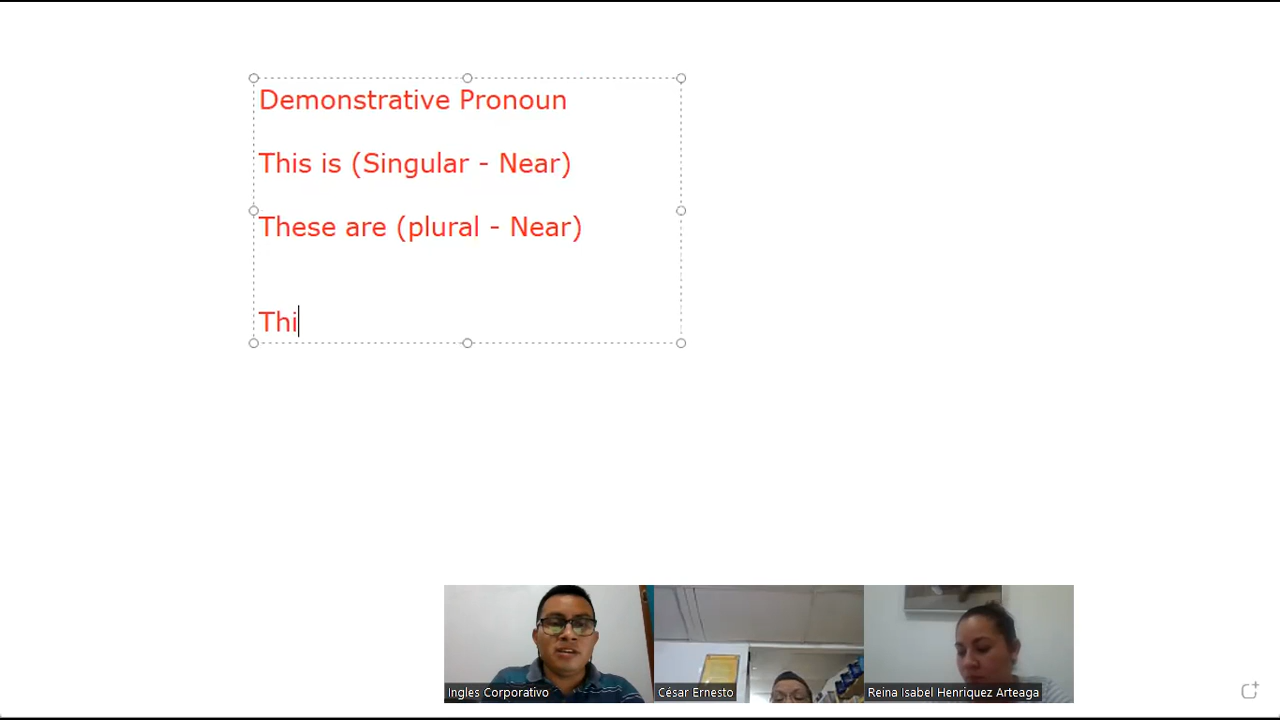 Demonstrative Pronoun
This is (Singular - Near)
These are (plural - Near)
Thi
Ingles Corporativo
César Ernesto
Reina Isabel Henriquez Arteaga